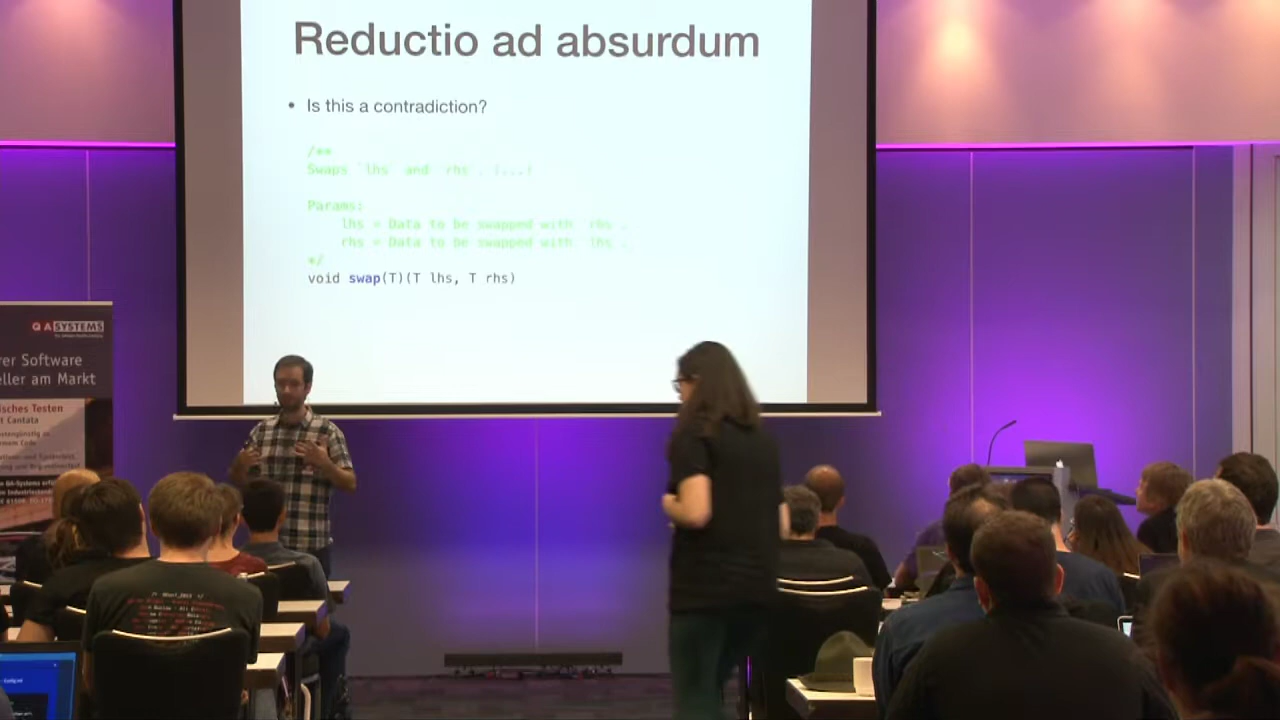 Reductio ad absurdum
• Is this a contradiction?
/**
Swaps `lhs` and `rhs`. (...)
Params:
lhs = Data to be swapped with `rhs`.
rhs = Data to be swapped with `lhs`.
*/
void swap(T)(T lhs, T rhs)
QA SYSTEMS
rer Software
eller am Markt
isches Testen
t Cantata